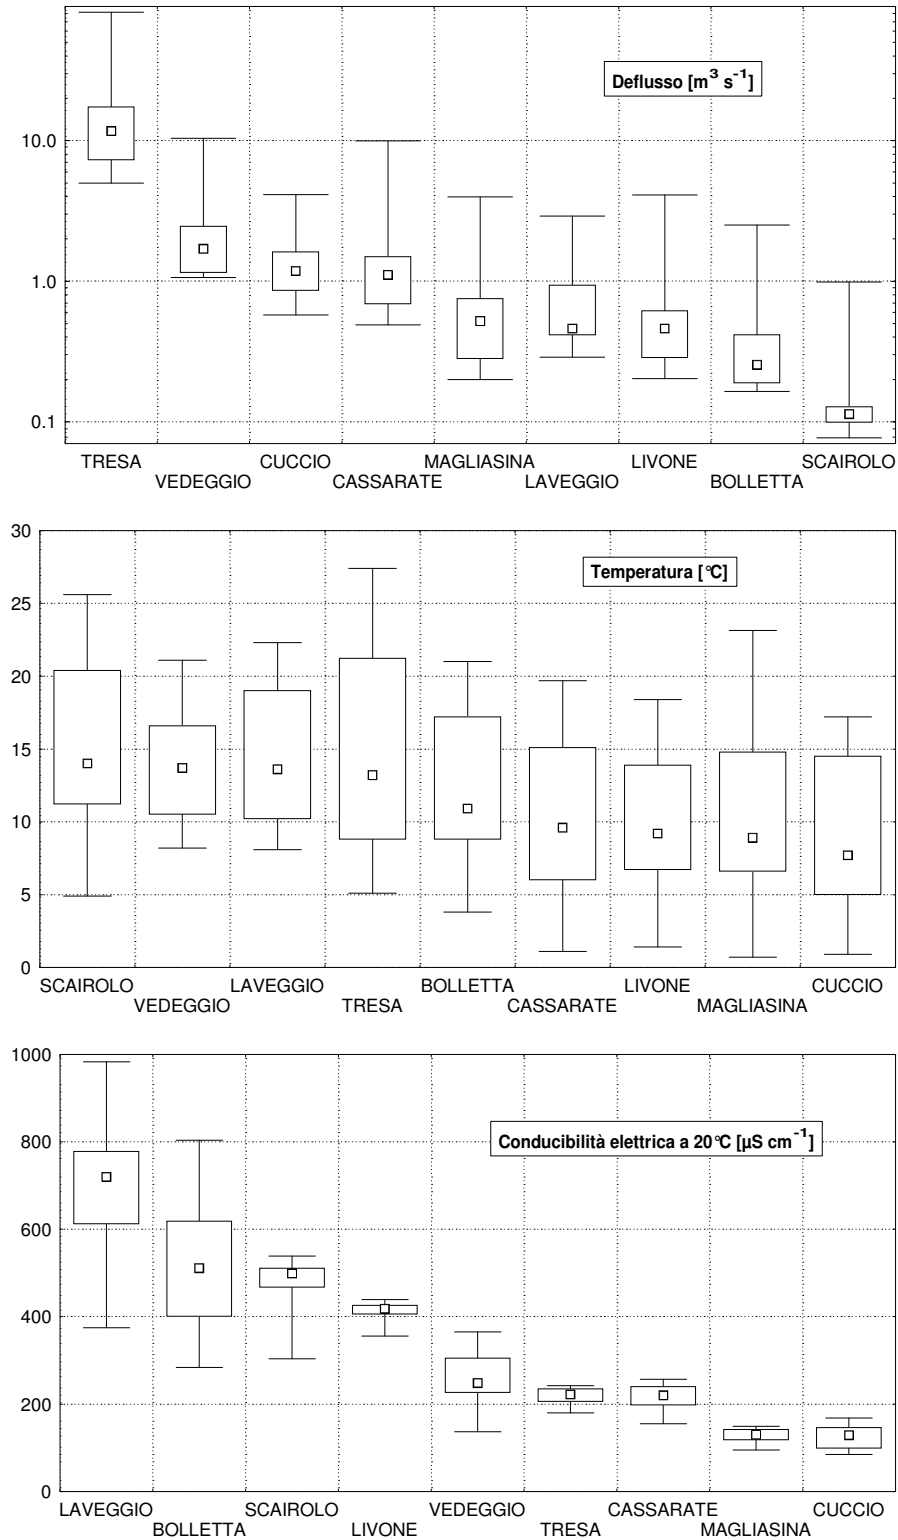 Deflusso [m³ s⁻¹]
10.0
1.0
0.1
TRESA CUCCIO MAGLIASINA LIVONE SCAIROLO
VEDEGGIO CASSARATE LAVEGGIO BOLLETTA
30
Temperatura [°C]
25
20
15
10
5
0
SCAIROLO LAVEGGIO BOLLETTA LIVONE CUCCIO
VEDEGGIO TRESA CASSARATE MAGLIASINA
1000
800
Conducibilità elettrica a 20°C [µS cm⁻¹]
600
400
200
0
LAVEGGIO SCAIROLO VEDEGGIO CASSARATE CUCCIO
BOLLETTA LIVONE TRESA MAGLIASINA